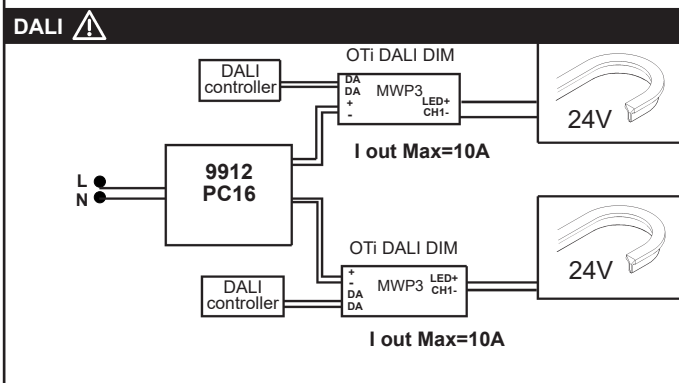 DALI
OTi DALI DIM
DALI
controller
DA
DA
+
-
MWP3
LED+
CH1-
24V
I out Max=10A
L
N
9912
PC16
OTi DALI DIM
+
-
DA
DA
MWP3
LED+
CH1-
24V
DALI
controller
I out Max=10A